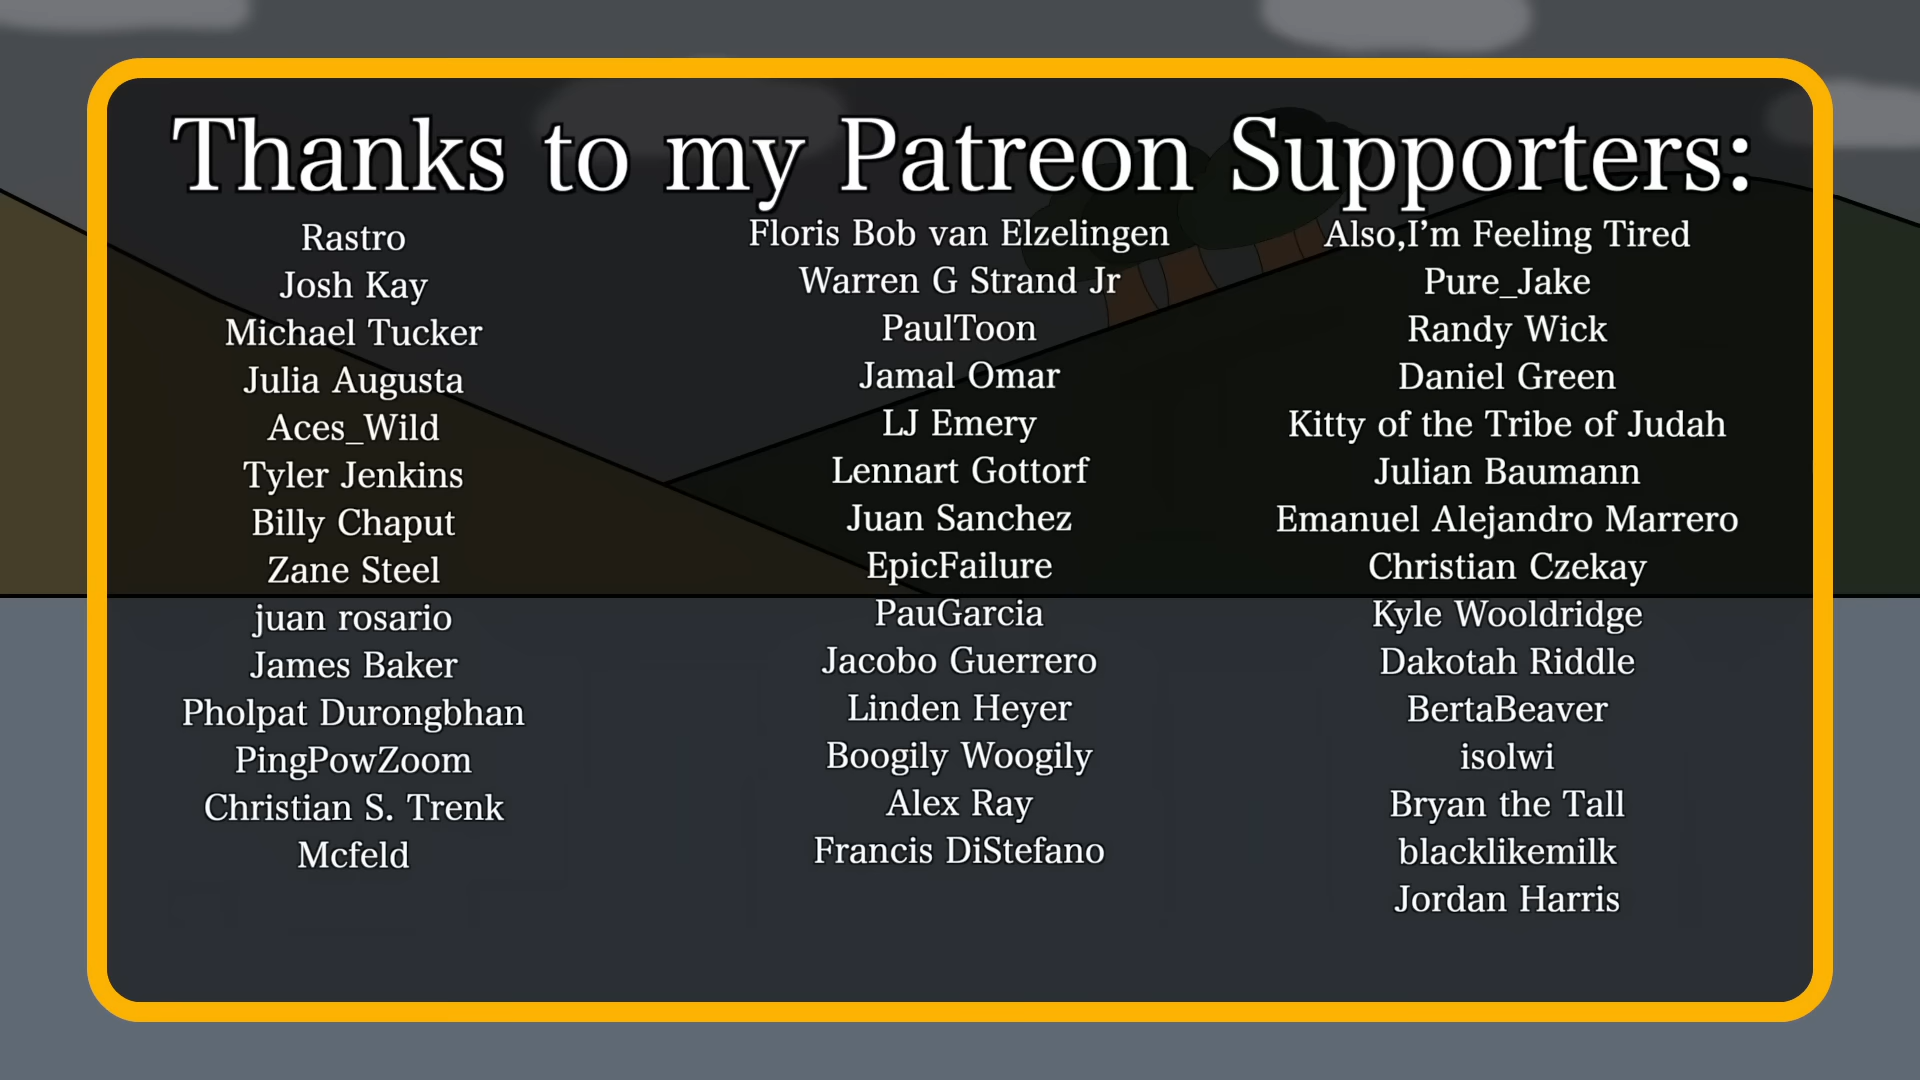 Thanks to my Patreon Supporters:
Rastro
Josh Kay
Michael Tucker
Julia Augusta
Aces_Wild
Tyler Jenkins
Billy Chaput
Zane Steel
juan rosario
James Baker
Pholpat Durongbhan
PingPowZoom
Christian S. Trenk
Mcfeld
Floris Bob van Elzelingen
Warren G Strand Jr
PaulToon
Jamal Omar
LJ Emery
Lennart Gottorf
Juan Sanchez
EpicFailure
PauGarcia
Jacobo Guerrero
Linden Heyer
Boogily Woogily
Alex Ray
Francis DiStefano
Also,I’m Feeling Tired
Pure_Jake
Randy Wick
Daniel Green
Kitty of the Tribe of Judah
Julian Baumann
Emanuel Alejandro Marrero
Christian Czekay
Kyle Wooldridge
Dakotah Riddle
BertaBeaver
isolwi
Bryan the Tall
blacklikemilk
Jordan Harris